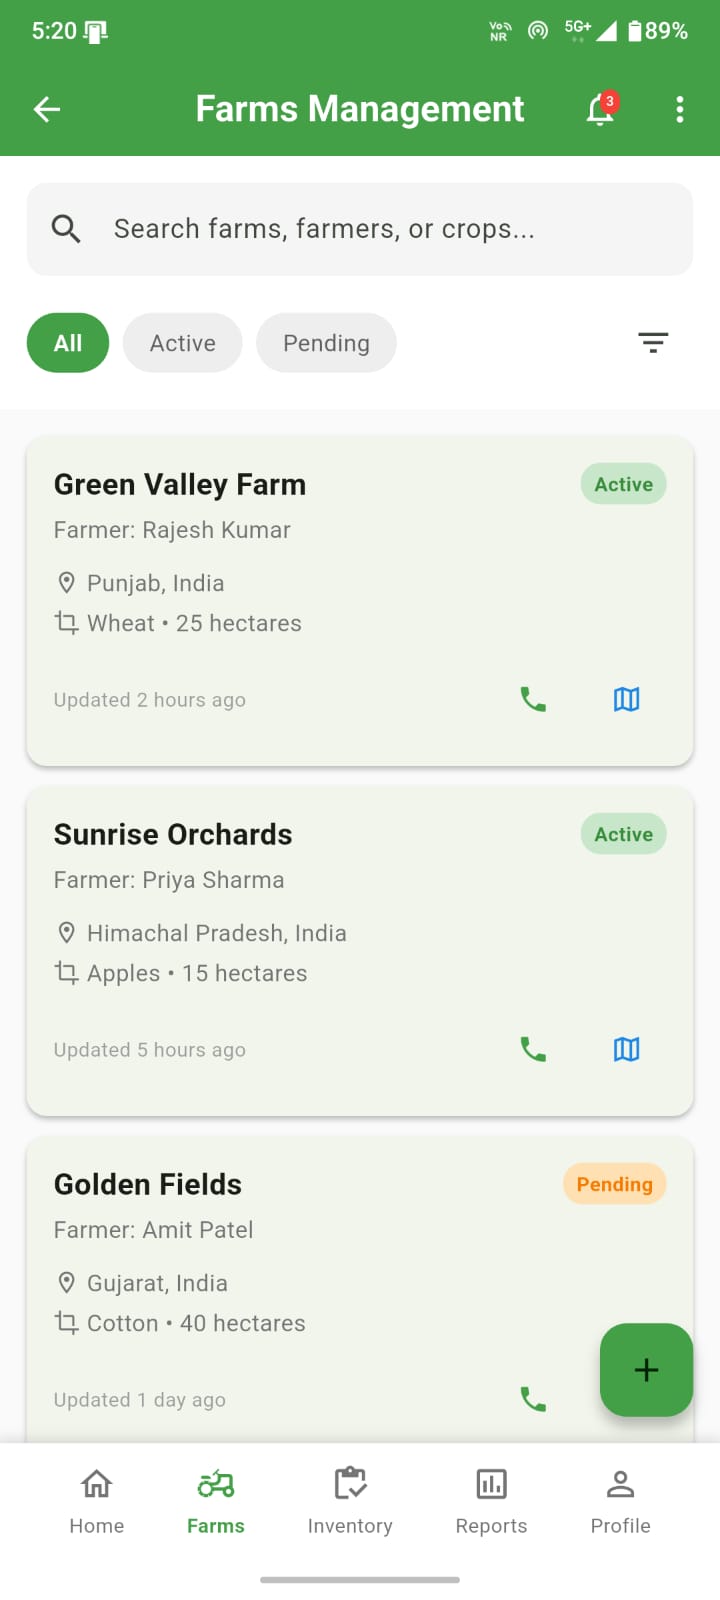 5:20
VoNR 5G+ 89%
Farms Management 3
Search farms, farmers, or crops...
All Active Pending
Green Valley Farm Active
Farmer: Rajesh Kumar
Punjab, India
Wheat • 25 hectares
Updated 2 hours ago
Sunrise Orchards Active
Farmer: Priya Sharma
Himachal Pradesh, India
Apples • 15 hectares
Updated 5 hours ago
Golden Fields Pending
Farmer: Amit Patel
Gujarat, India
Cotton • 40 hectares
Updated 1 day ago
Home Farms Inventory Reports Profile